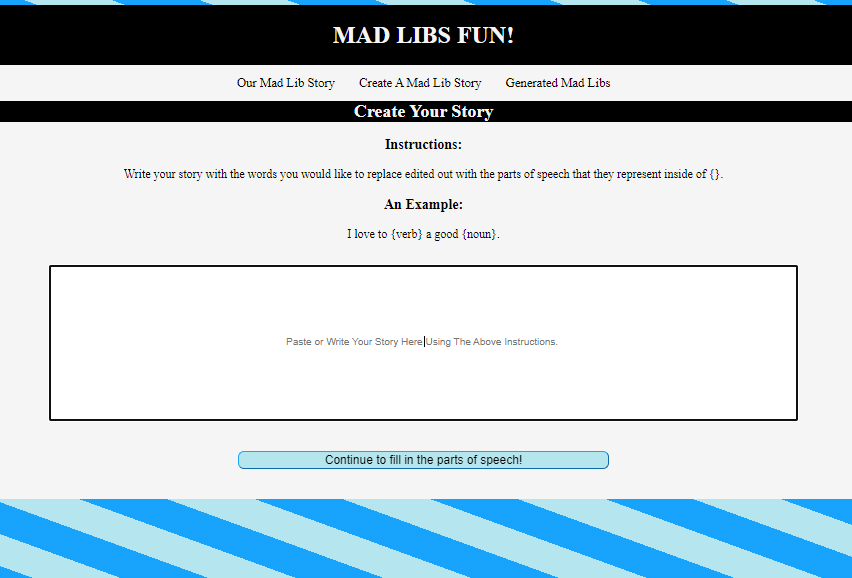 MAD LIBS FUN!
Our Mad Lib Story Create A Mad Lib Story Generated Mad Libs
Create Your Story
Instructions:
Write your story with the words you would like to replace edited out with the parts of speech that they represent inside of {}.
An Example:
I love to {verb} a good {noun}.
Paste or Write Your Story Here Using The Above Instructions.
Continue to fill in the parts of speech!